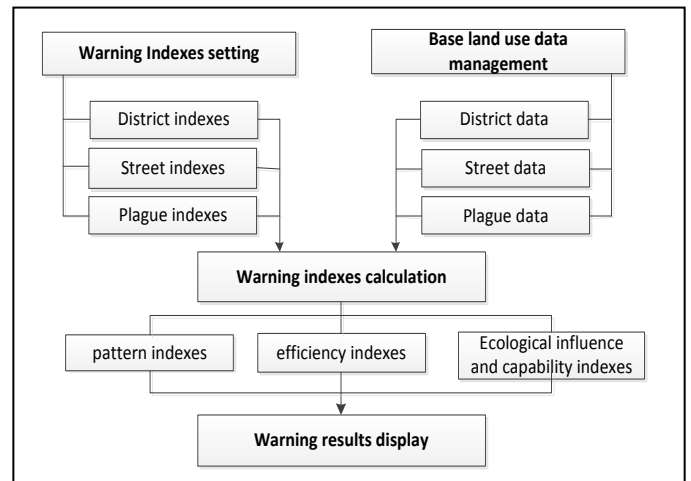 Warning Indexes setting
Base land use data
management
District indexes
Street indexes
Plague indexes
District data
Street data
Plague data
Warning indexes calculation
pattern indexes
efficiency indexes
Ecological influence
and capability indexes
Warning results display